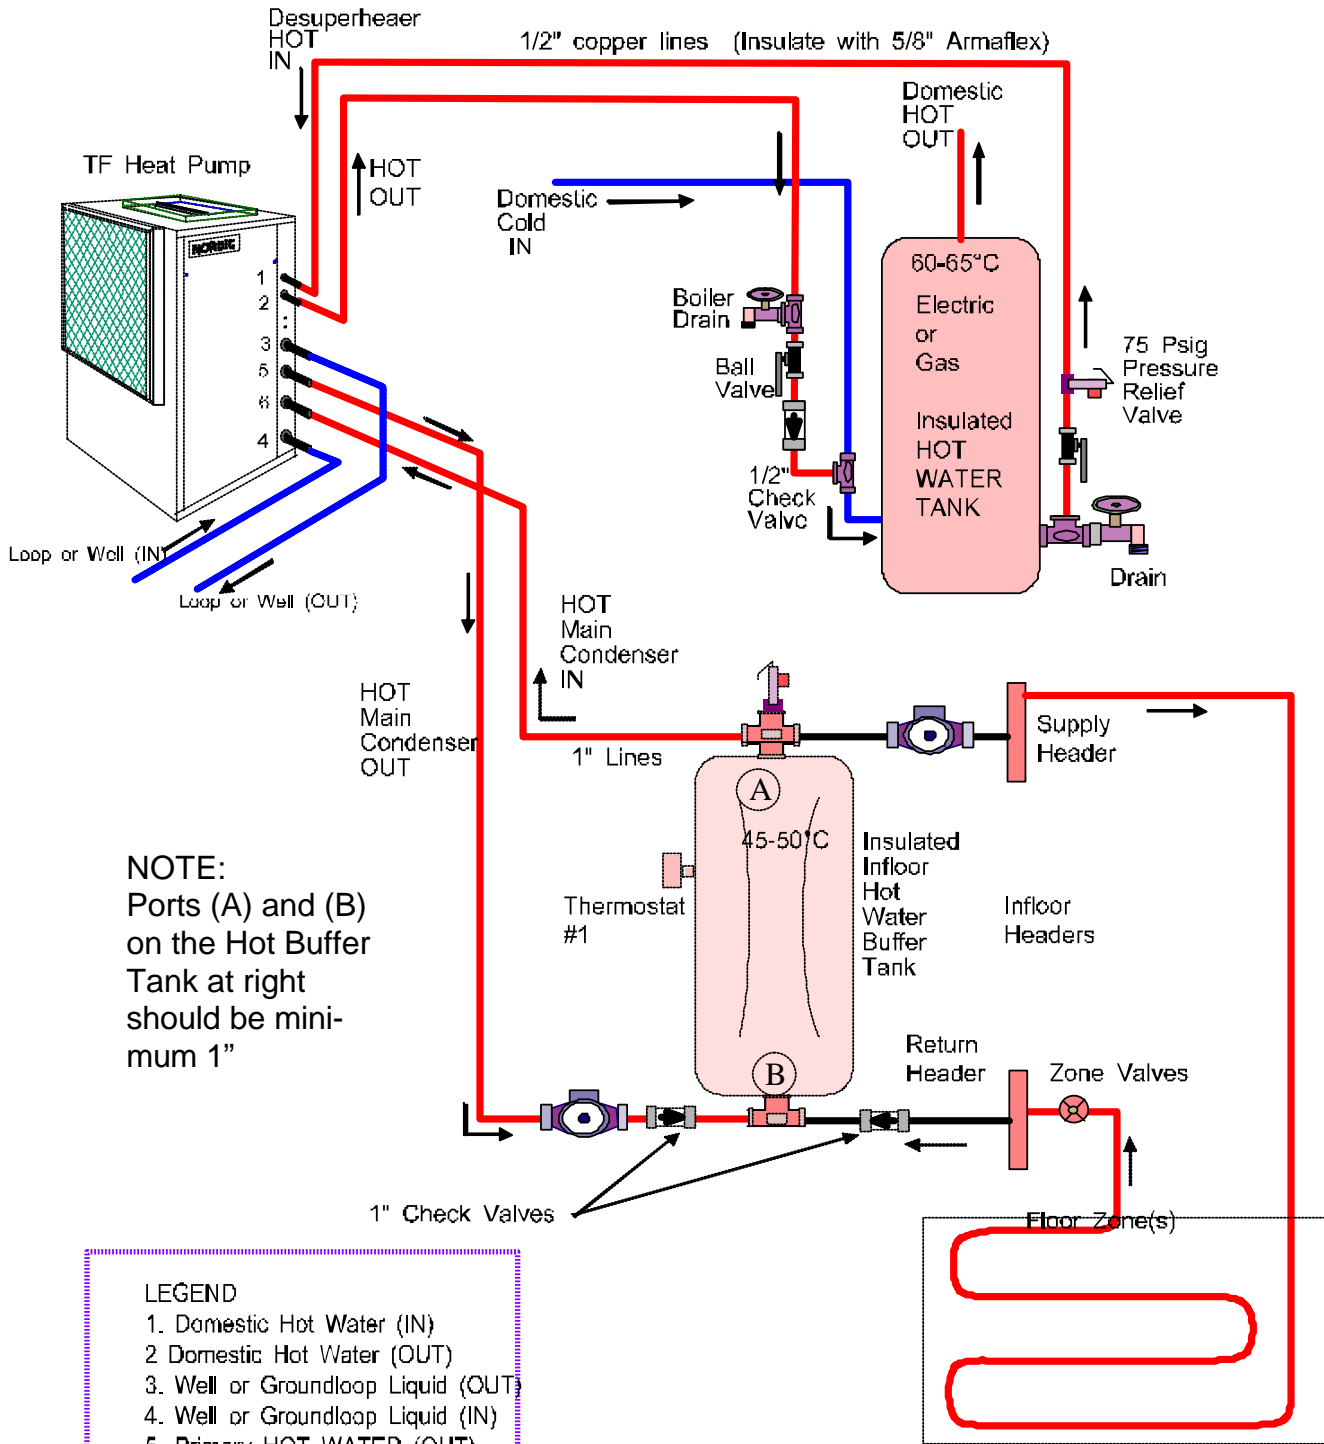 Desuperheaer
HOT
IN
1/2" copper lines (Insulate with 5/8" Armaflex)
Domestic
HOT
OUT
TF Heat Pump
HOT
OUT
Domestic
Cold
IN
NORDIC
1
2
:
3
5
6
4
60-65°C
Electric
or
Gas
Insulated
HOT
WATER
TANK
Boiler
Drain
Ball
Valve
1/2"
Check
Valve
75 Psig
Pressure
Relief
Valve
Drain
Loop or Well (IN)
Loop or Well (OUT)
HOT
Main
Condenser
IN
HOT
Main
Condenser
OUT
1" Lines
Supply
Header
A
45-50°C
Insulated
Infloor
Hot
Water
Buffer
Tank
Thermostat
#1
Infloor
Headers
NOTE:
Ports (A) and (B)
on the Hot Buffer
Tank at right
should be mini-
mum 1”
B
Return
Header
Zone Valves
1" Check Valves
Floor Zone(s)
LEGEND
1. Domestic Hot Water (IN)
2 Domestic Hot Water (OUT)
3. Well or Groundloop Liquid (OUT)
4. Well or Groundloop Liquid (IN)
5. Primary HOT WATER (OUT)